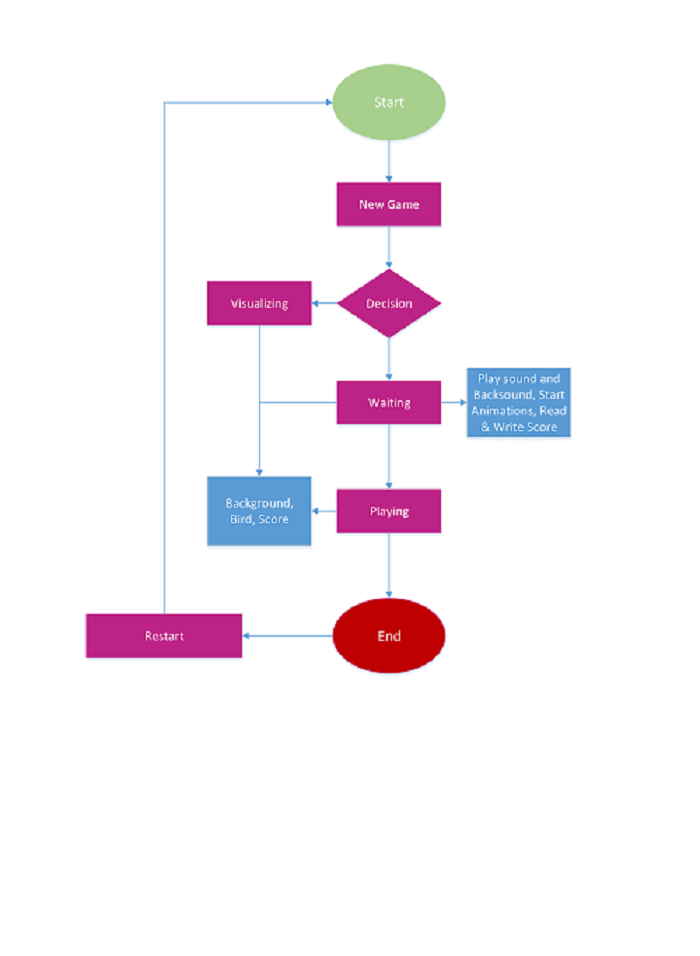 Start
New Game
Visualizing
Decision
Waiting
Play sound and
Backsound, Start
Animations, Read
& Write Score
Background,
Bird, Score
Playing
Restart
End